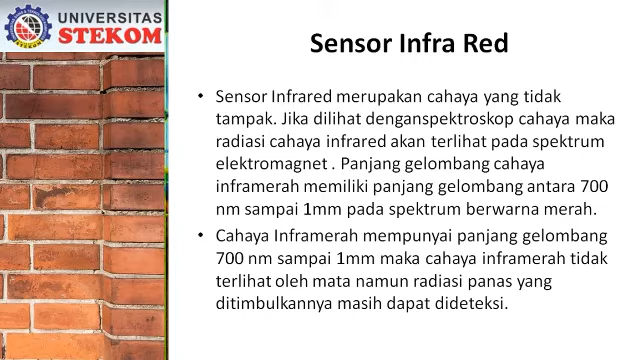 UNIVERSITAS
STEKOM
Sensor Infra Red
• Sensor Infrared merupakan cahaya yang tidak
tampak. Jika dilihat denganspektroskop cahaya maka
radiasi cahaya infrared akan terlihat pada spektrum
elektromagnet . Panjang gelombang cahaya
inframerah memiliki panjang gelombang antara 700
nm sampai 1mm pada spektrum berwarna merah.
• Cahaya Inframerah mempunyai panjang gelombang
700 nm sampai 1mm maka cahaya inframerah tidak
terlihat oleh mata namun radiasi panas yang
ditimbulkannya masih dapat dideteksi.